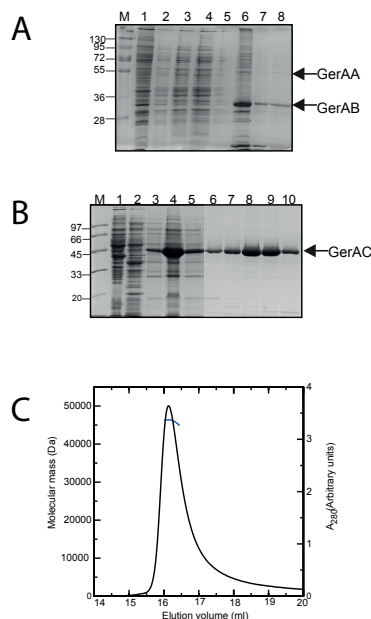 A
M 1 2 3 4 5 6 7 8
130
95
72
55
36
28
GerAA
GerAB
B
M 1 2 3 4 5 6 7 8 9 10
97
66
45
33
20
GerAC
C
50000
40000
30000
20000
10000
0
Molecular mass (Da)
4
3
2
1
0
A280(Arbitrary units)
14 15 16 17 18 19 20
Elution volume (ml)